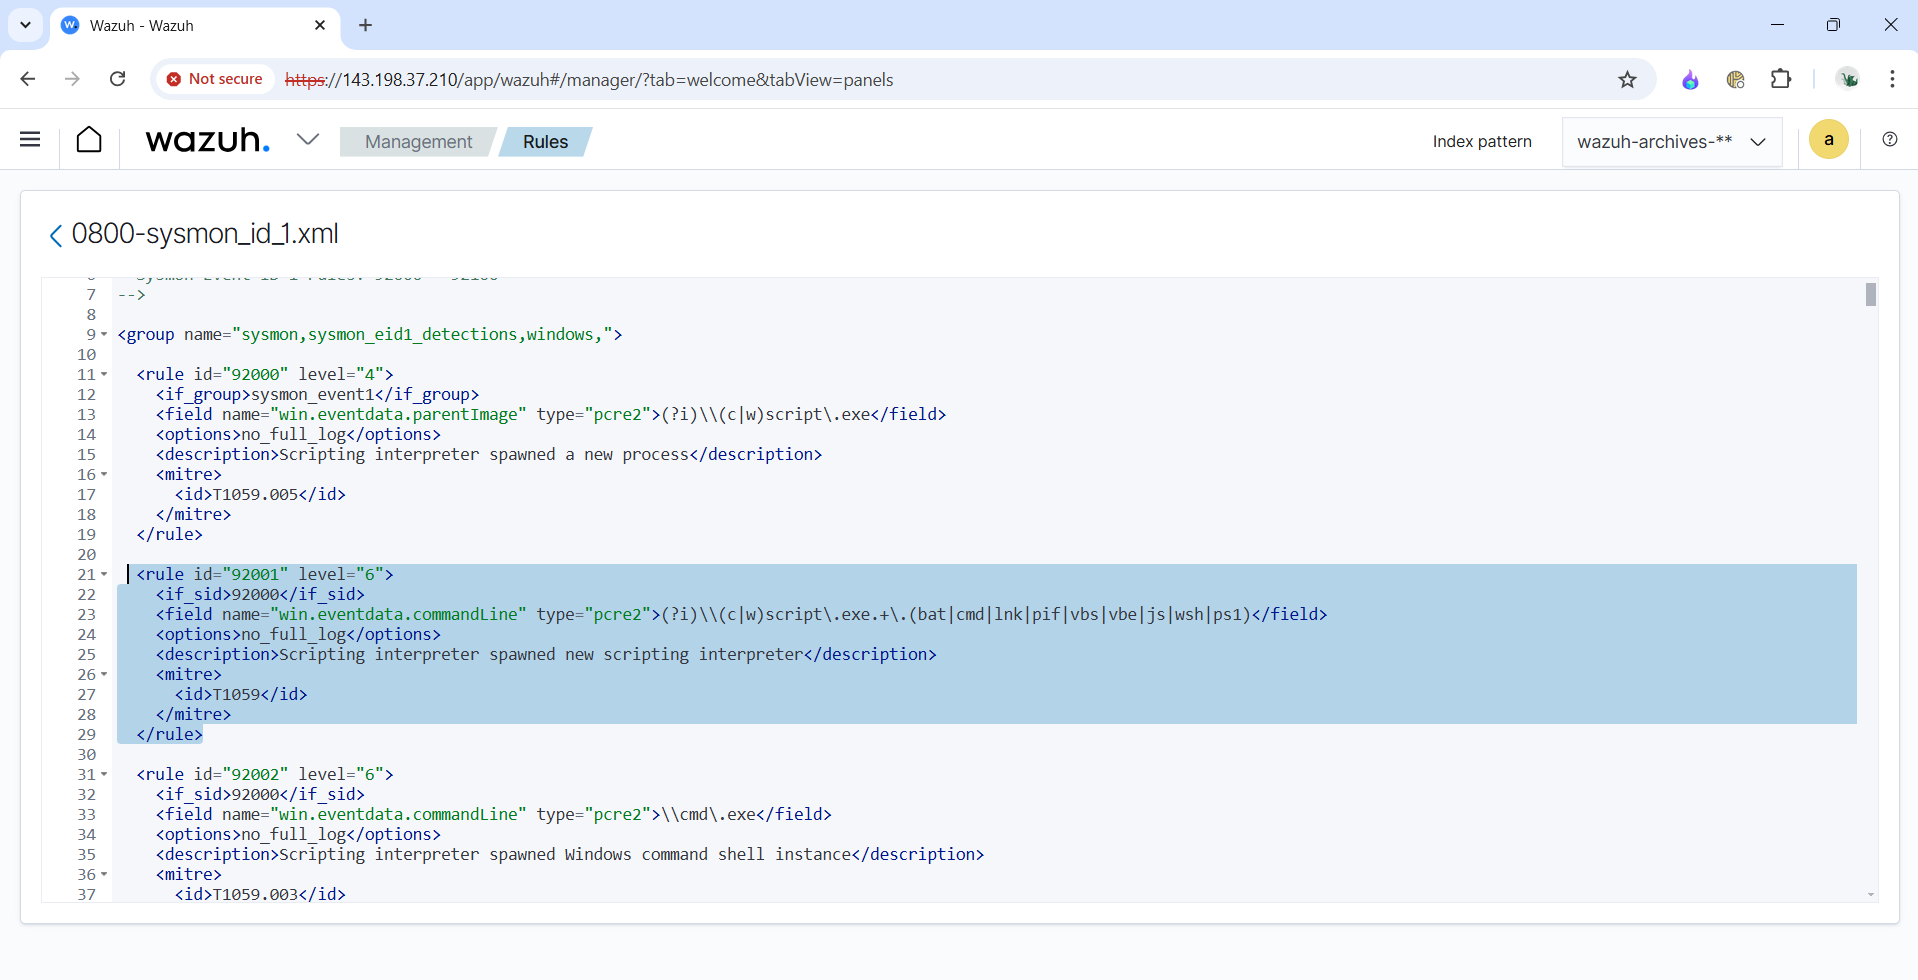 Wazuh - Wazuh
Not secure https://143.198.37.210/app/wazuh#/manager/?tab=welcome&tabView=panels
wazuh. Management Rules Index pattern wazuh-archives-** a
0800-sysmon_id_1.xml
6 Sysmon Event ID 1 rules: 92000 - 92100
7 -->
8
9 <group name="sysmon,sysmon_eid1_detections,windows,">
10
11 <rule id="92000" level="4">
12 <if_group>sysmon_event1</if_group>
13 <field name="win.eventdata.parentImage" type="pcre2">(?i)\\(c|w)script\.exe</field>
14 <options>no_full_log</options>
15 <description>Scripting interpreter spawned a new process</description>
16 <mitre>
17 <id>T1059.005</id>
18 </mitre>
19 </rule>
20
21 <rule id="92001" level="6">
22 <if_sid>92000</if_sid>
23 <field name="win.eventdata.commandLine" type="pcre2">(?i)\\(c|w)script\.exe.+\.(bat|cmd|lnk|pif|vbs|vbe|js|wsh|ps1)</field>
24 <options>no_full_log</options>
25 <description>Scripting interpreter spawned new scripting interpreter</description>
26 <mitre>
27 <id>T1059</id>
28 </mitre>
29 </rule>
30
31 <rule id="92002" level="6">
32 <if_sid>92000</if_sid>
33 <field name="win.eventdata.commandLine" type="pcre2">\\cmd\.exe</field>
34 <options>no_full_log</options>
35 <description>Scripting interpreter spawned Windows command shell instance</description>
36 <mitre>
37 <id>T1059.003</id>